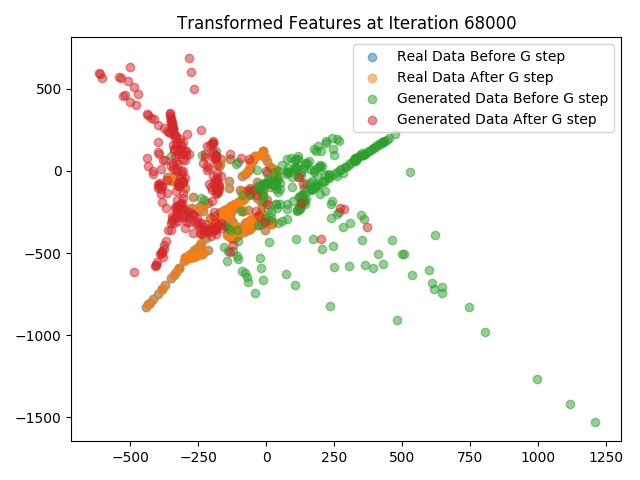 Transformed Features at Iteration 68000
Real Data Before G step
Real Data After G step
Generated Data Before G step
Generated Data After G step
500
0
−500
−1000
−1500
−500
−250
0
250
500
750
1000
1250